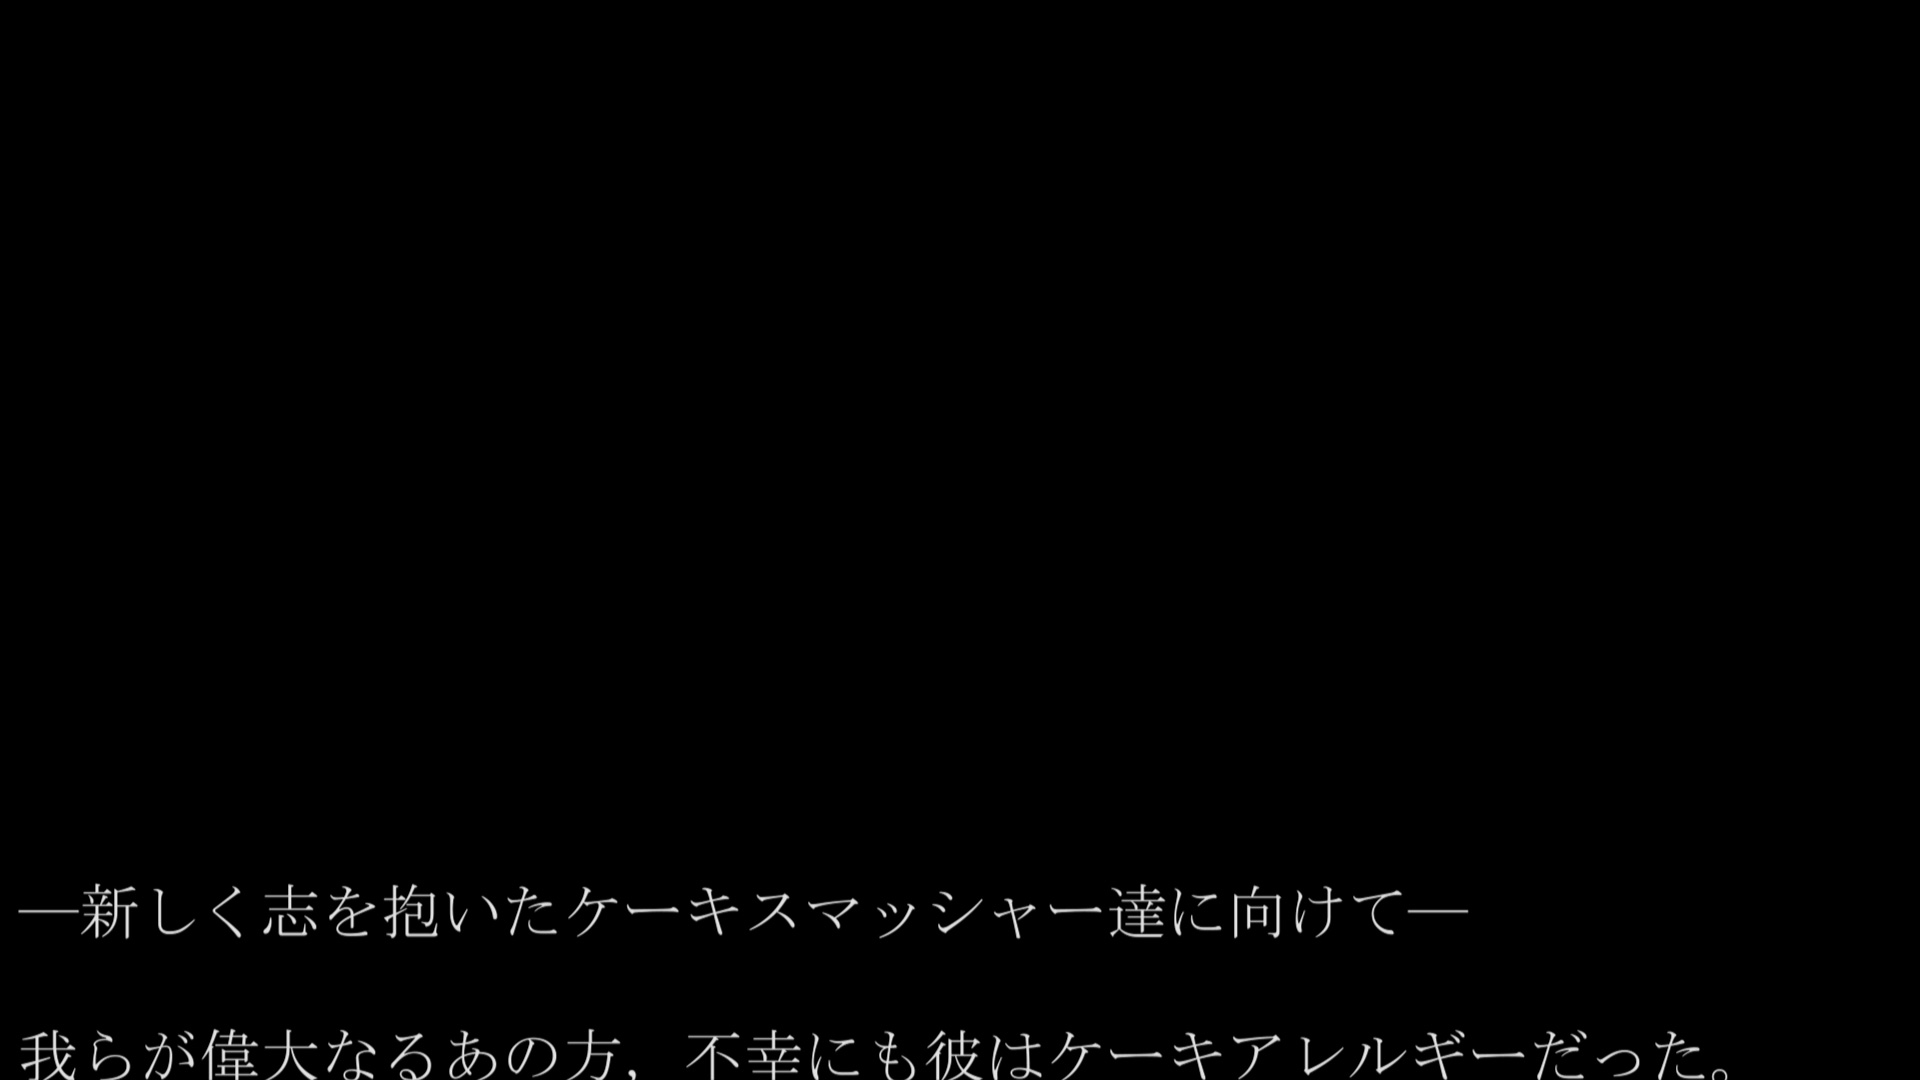 ―新しく志を抱いたケーキスマッシャー達に向けて―
我らが偉大なるあの方，不幸にも彼はケーキアレルギーだった。